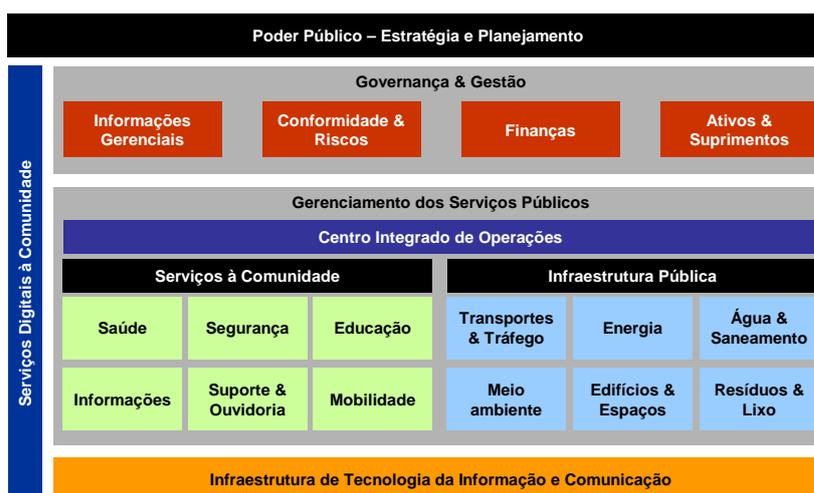 Poder Público – Estratégia e Planejamento
Serviços Digitais à Comunidade
Governança & Gestão
Informações
Gerenciais
Conformidade &
Riscos
Finanças
Ativos &
Suprimentos
Gerenciamento dos Serviços Públicos
Centro Integrado de Operações
Serviços à Comunidade
Infraestrutura Pública
Saúde
Segurança
Educação
Transportes
& Tráfego
Energia
Água &
Saneamento
Informações
Suporte &
Ouvidoria
Mobilidade
Meio
ambiente
Edifícios &
Espaços
Resíduos &
Lixo
Infraestrutura de Tecnologia da Informação e Comunicação